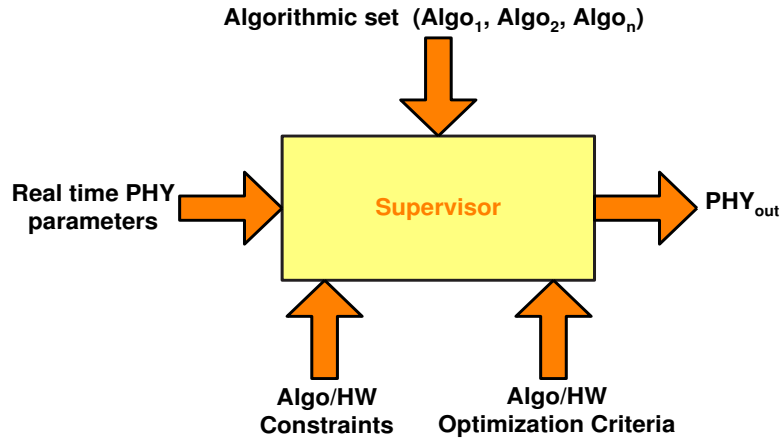 Algorithmic set (Algo₁, Algo₂, Algoₙ)
Real time PHY
parameters
Supervisor
PHYout
Algo/HW
Constraints
Algo/HW
Optimization Criteria